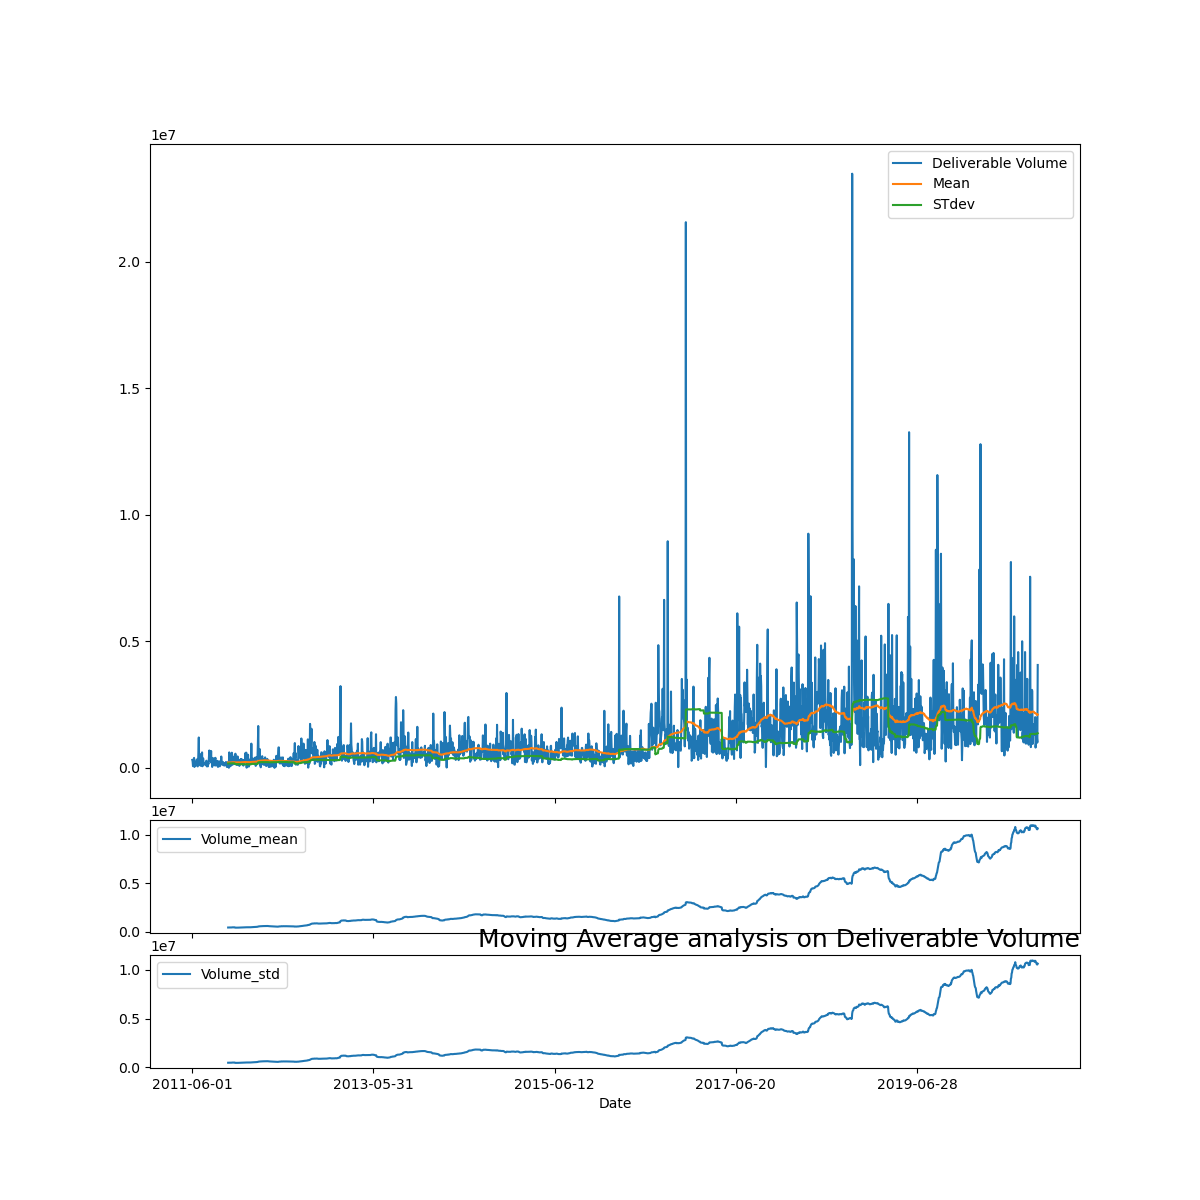 1e7
Deliverable Volume
Mean
STdev
2.0
1.5
1.0
0.5
0.0
1e7
Volume_mean
1.0
0.5
0.0
Moving Average analysis on Deliverable Volume
1e7
Volume_std
1.0
0.5
0.0
2011-06-01 2013-05-31 2015-06-12 2017-06-20 2019-06-28
Date